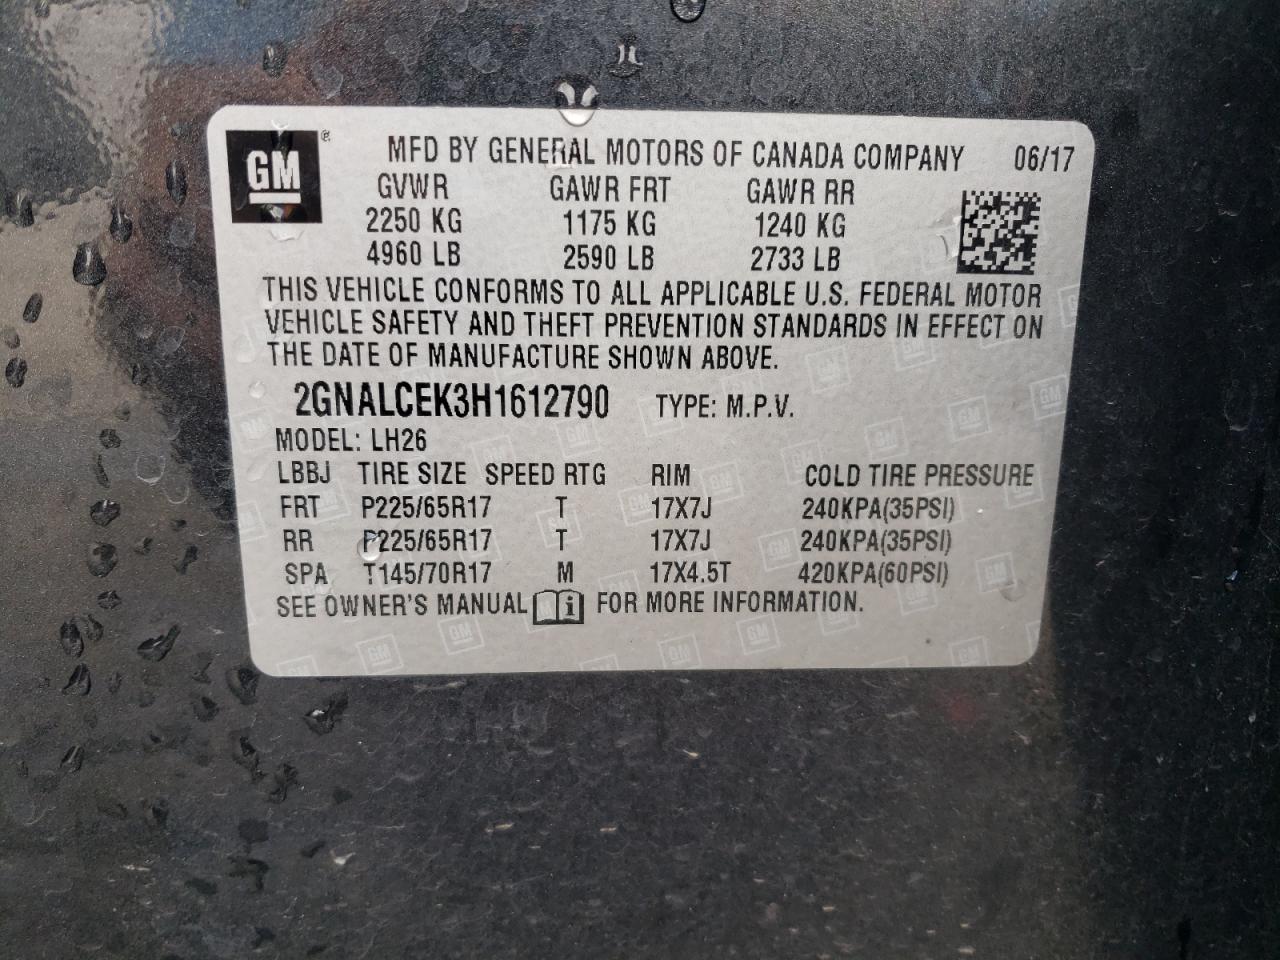 GM ® MFD BY GENERAL MOTORS OF CANADA COMPANY 06/17
GVWR GAWR FRT GAWR RR
2250 KG 1175 KG 1240 KG
4960 LB 2590 LB 2733 LB
THIS VEHICLE CONFORMS TO ALL APPLICABLE U.S. FEDERAL MOTOR
VEHICLE SAFETY AND THEFT PREVENTION STANDARDS IN EFFECT ON
THE DATE OF MANUFACTURE SHOWN ABOVE.
2GNALCEK3H1612790 TYPE: M.P.V.
MODEL: LH26
LBBJ TIRE SIZE SPEED RTG RIM COLD TIRE PRESSURE
FRT P225/65R17 T 17X7J 240KPA(35PSI)
RR P225/65R17 T 17X7J 240KPA(35PSI)
SPA T145/70R17 M 17X4.5T 420KPA(60PSI)
SEE OWNER'S MANUAL i FOR MORE INFORMATION.